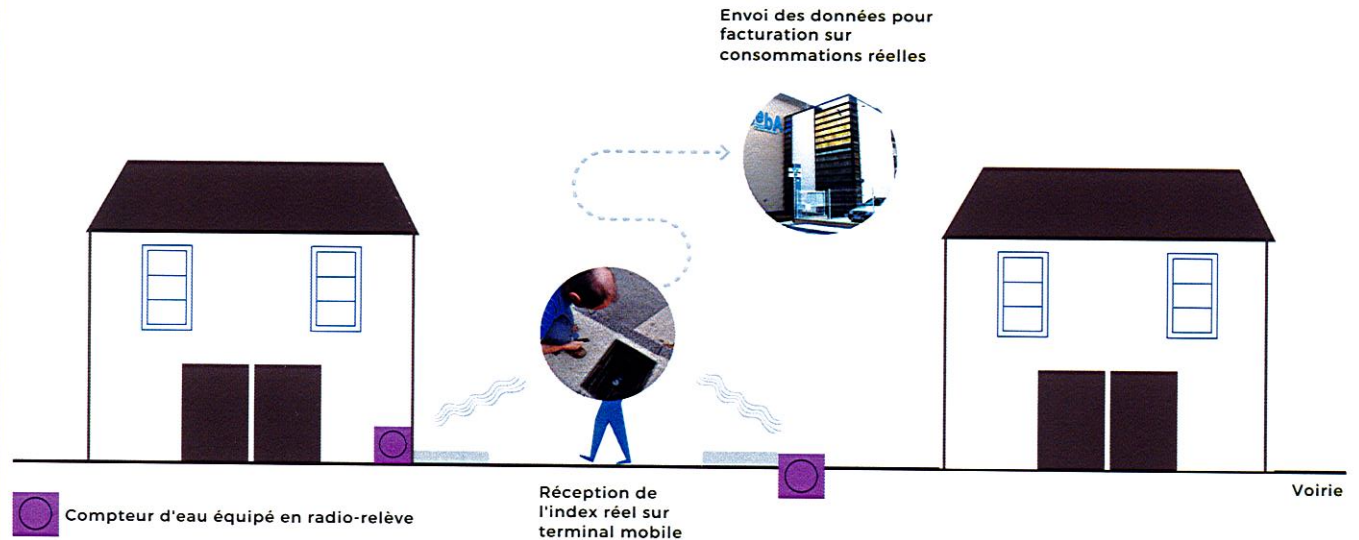 Envoi des données pour
facturation sur
consommations réelles
Réception de
l'index réel sur
terminal mobile
Voirie
Compteur d'eau équipé en radio-relève